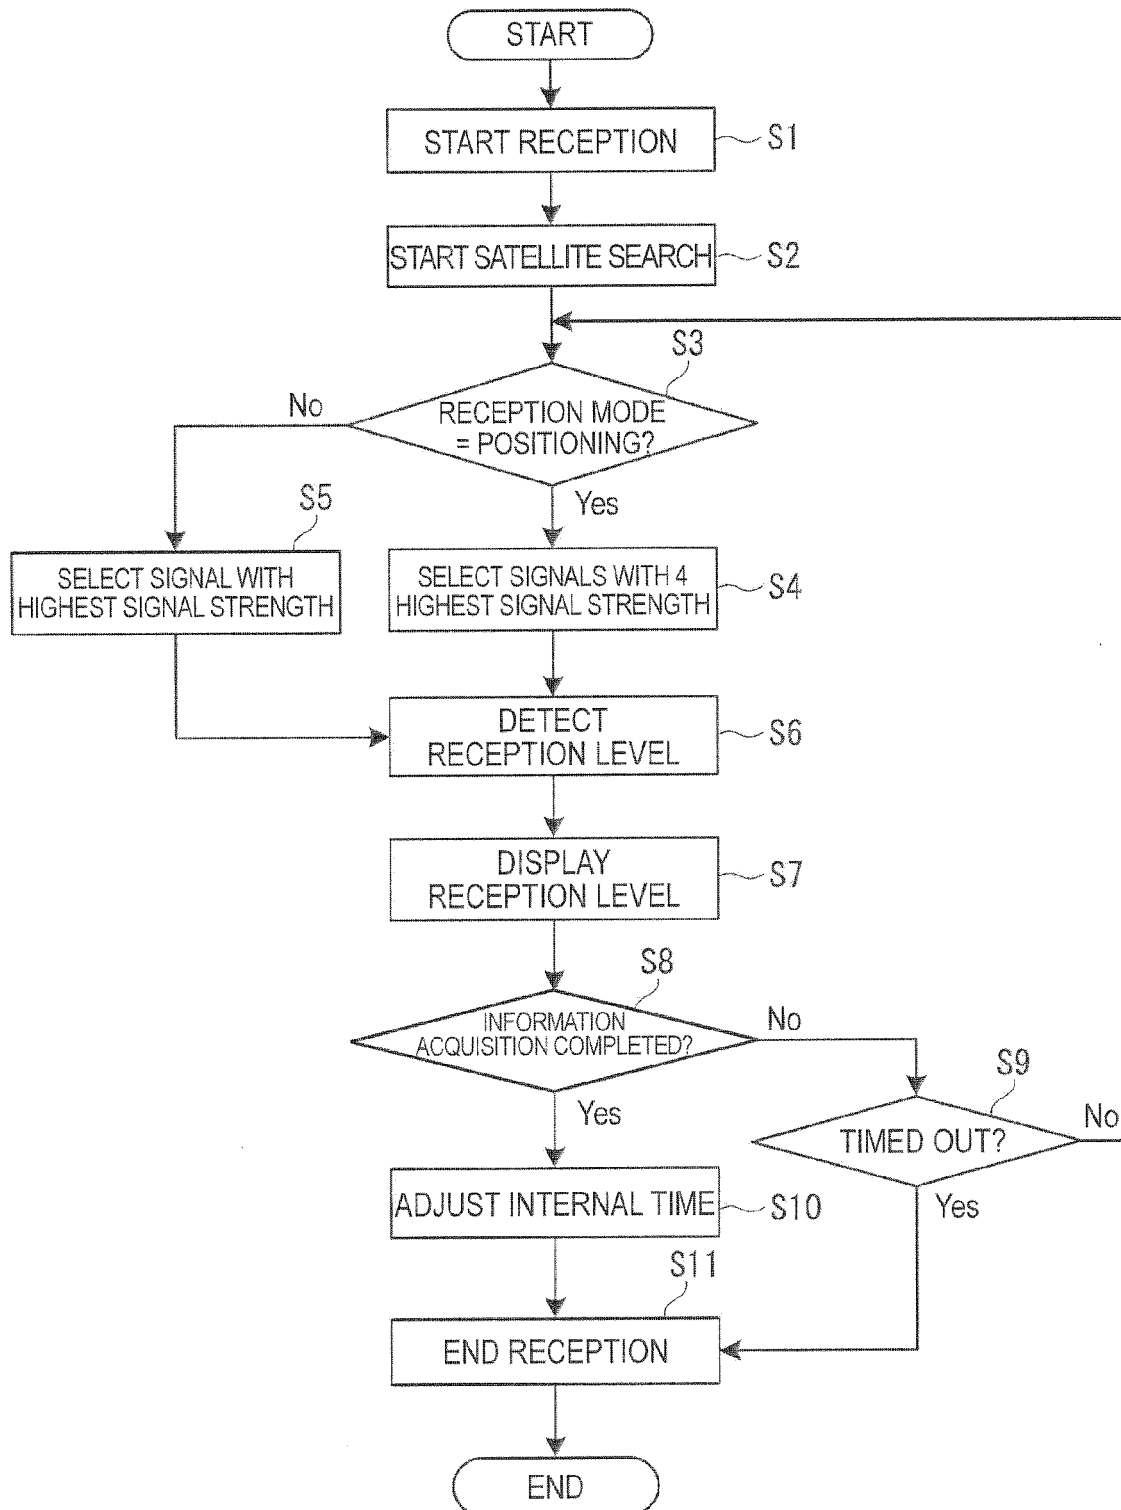 START
START RECEPTION
S1
START SATELLITE SEARCH
S2
S3
No
RECEPTION MODE
= POSITIONING?
Yes
S5
SELECT SIGNAL WITH
HIGHEST SIGNAL STRENGTH
SELECT SIGNALS WITH 4
HIGHEST SIGNAL STRENGTH
S4
DETECT
RECEPTION LEVEL
S6
DISPLAY
RECEPTION LEVEL
S7
S8
INFORMATION
ACQUISITION COMPLETED?
No
Yes
S9
TIMED OUT?
No
Yes
ADJUST INTERNAL TIME
S10
S11
END RECEPTION
END